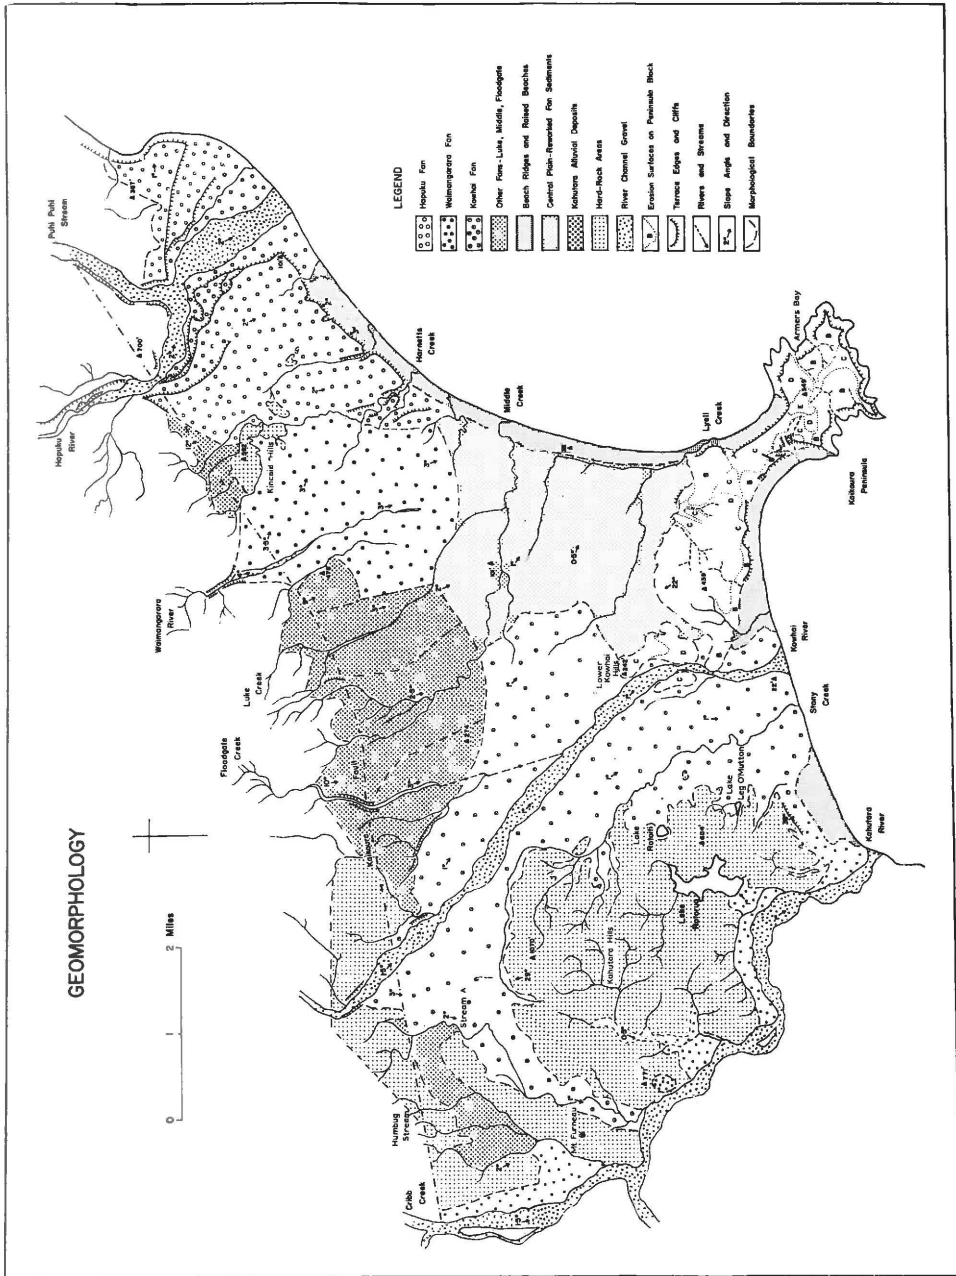 GEOMORPHOLOGY
0
1
2
Miles
LEGEND
Hapuku Fan
Waimangarara Fan
Kowhai Fan
Other Fans-Luke, Middle, Floodgate
Beach Ridges and Raised Beaches
Central Plain-Reworked Fan Sediments
Kahutara Alluvial Deposits
Hard-Rock Areas
River Channel Gravel
Erosion Surfaces on Peninsula Block
Terrace Edges and Cliffs
Rivers and Streams
Slope Angle and Direction
Morphological Boundaries
Puhi Puhi
Stream
Hapuku
River
Kincaid Hills
Waimangarara
River
Luke
Creek
Floodgate
Creek
Fault
Kaikoura
Humbug
Stream
Cribb
Creek
Stream A
Mt Furneau
Kahutara Hills
Lake
Rotorua
Lake
Rotoiti
Lake
Leg O'Mutton
Kahutara
River
Stony
Creek
Kowhai
River
Lower
Kowhai
Hills
Kaikoura
Peninsula
Armers Bay
Lyell
Creek
Middle
Creek
Harnetts
Creek